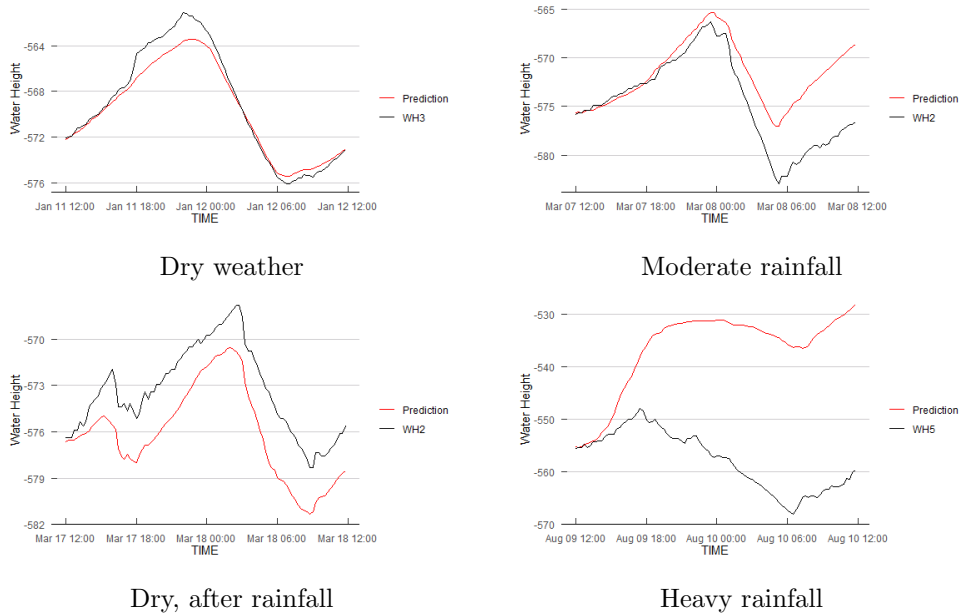 -564
-568
-572
-576
Water Height
Jan 11 12:00 Jan 11 18:00 Jan 12 00:00 Jan 12 06:00 Jan 12 12:00
TIME
Prediction
WH3
Dry weather
-565
-570
-575
-580
Water Height
Mar 07 12:00 Mar 07 18:00 Mar 08 00:00 Mar 08 06:00 Mar 08 12:00
TIME
Prediction
WH2
Moderate rainfall
-570
-573
-576
-579
-582
Water Height
Mar 17 12:00 Mar 17 18:00 Mar 18 00:00 Mar 18 06:00 Mar 18 12:00
TIME
Prediction
WH2
Dry, after rainfall
-530
-540
-550
-560
-570
Water Height
Aug 09 12:00 Aug 09 18:00 Aug 10 00:00 Aug 10 06:00 Aug 10 12:00
TIME
Prediction
WH5
Heavy rainfall